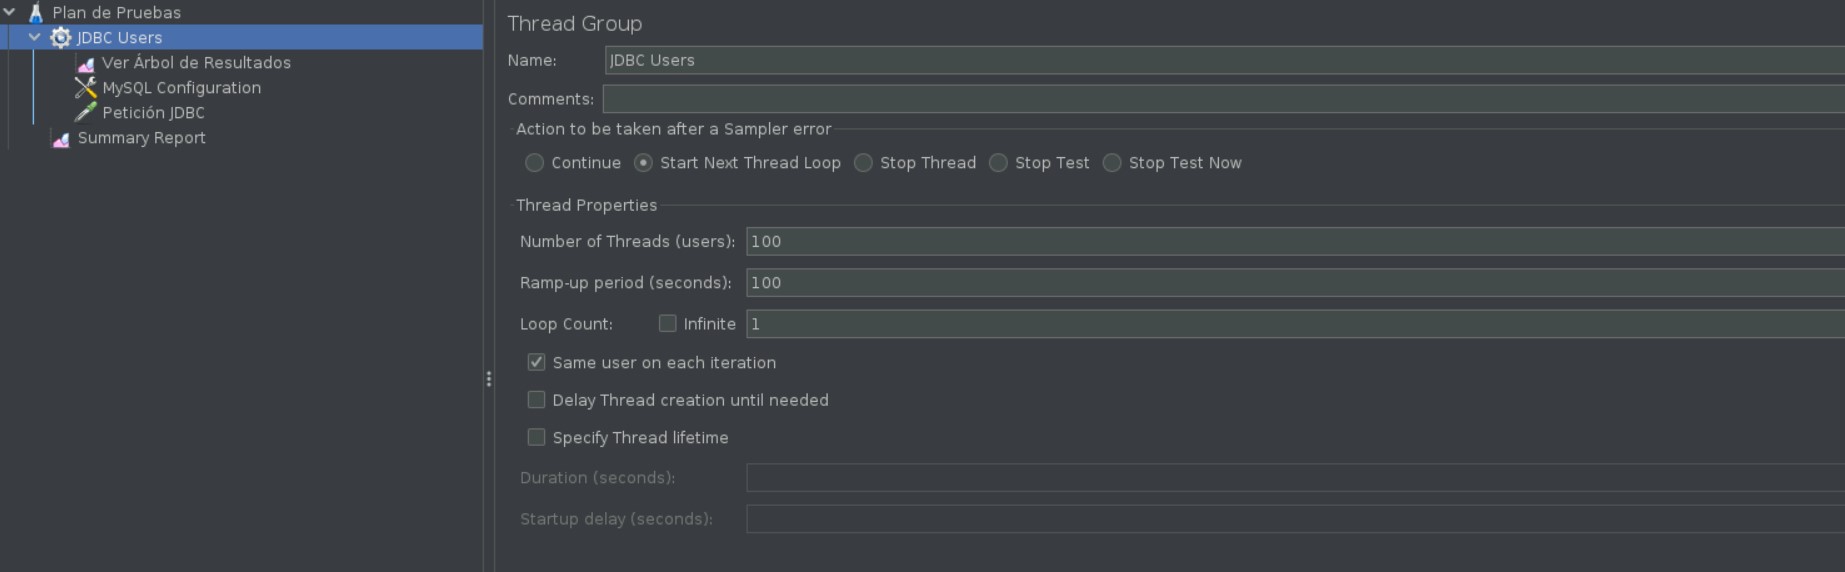 Plan de Pruebas
JDBC Users
Ver Árbol de Resultados
MySQL Configuration
Petición JDBC
Summary Report
Thread Group
Name: JDBC Users
Comments:
Action to be taken after a Sampler error
Continue Start Next Thread Loop Stop Thread Stop Test Stop Test Now
Thread Properties
Number of Threads (users): 100
Ramp-up period (seconds): 100
Loop Count: Infinite 1
Same user on each iteration
Delay Thread creation until needed
Specify Thread lifetime
Duration (seconds):
Startup delay (seconds):